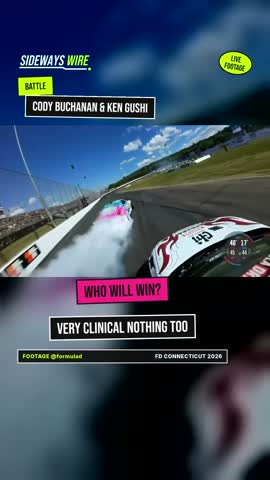 SIDEWAYS WIRE.
LIVE
FOOTAGE
BATTLE
CODY BUCHANAN & KEN GUSHI
WHO WILL WIN?
VERY CLINICAL NOTHING TOO
FOOTAGE @formulad
FD CONNECTICUT 2026